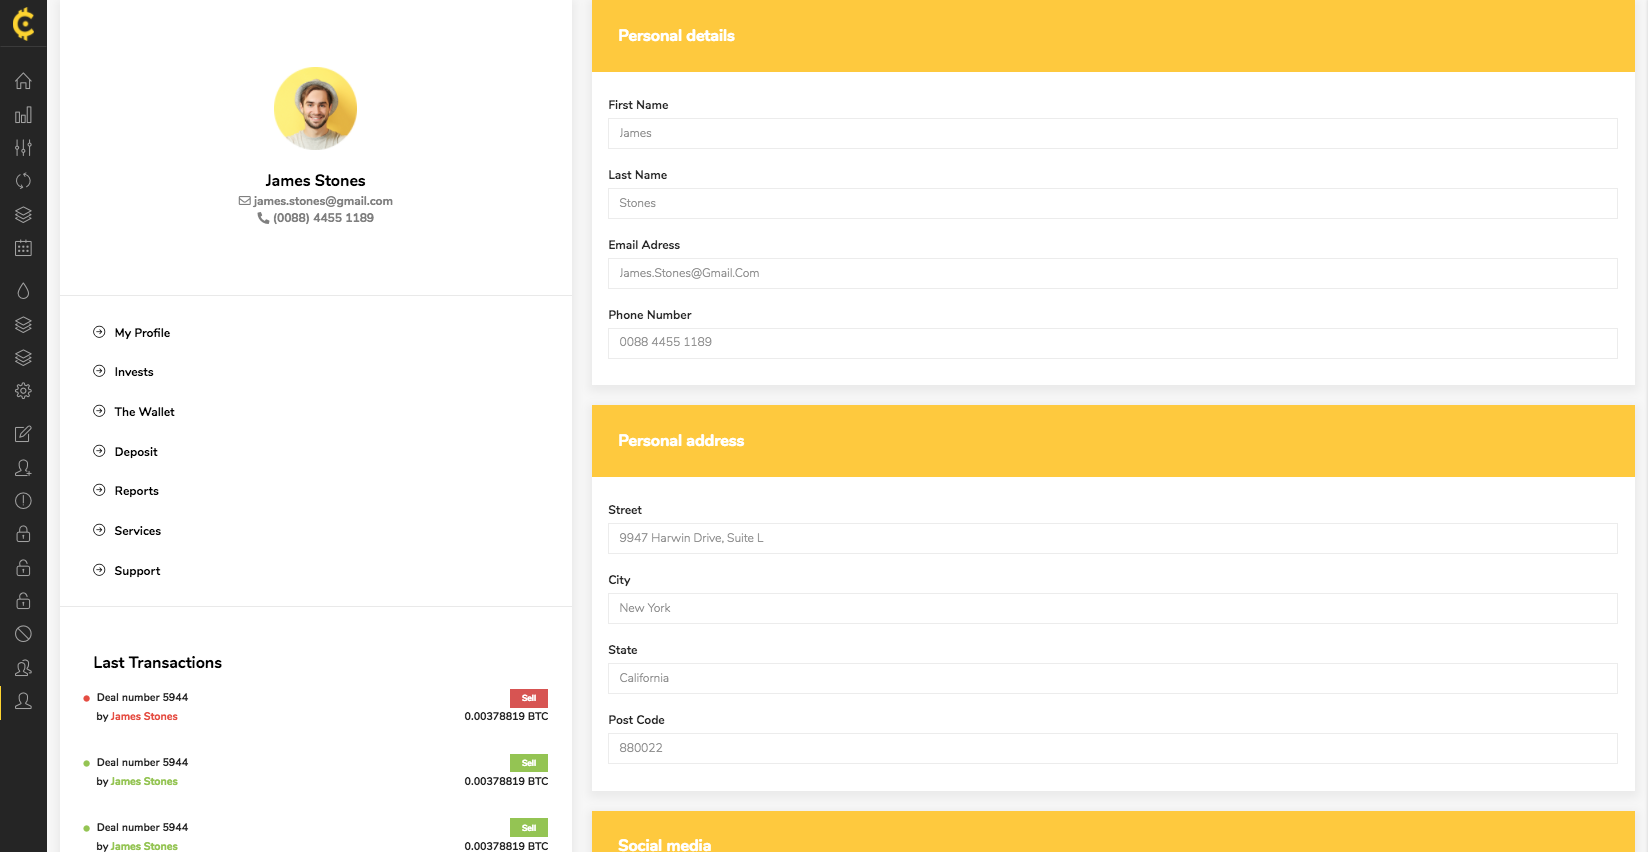 James Stones
james.stones@gmail.com
(0088) 4455 1189
My Profile
Invests
The Wallet
Deposit
Reports
Services
Support
Last Transactions
Deal number 5944
Sell
by James Stones
0.00378819 BTC
Deal number 5944
Sell
by James Stones
0.00378819 BTC
Deal number 5944
Sell
by James Stones
0.00378819 BTC
Personal details
First Name
James
Last Name
Stones
Email Adress
James.Stones@Gmail.Com
Phone Number
0088 4455 1189
Personal address
Street
9947 Harwin Drive, Suite L
City
New York
State
California
Post Code
880022
Social media